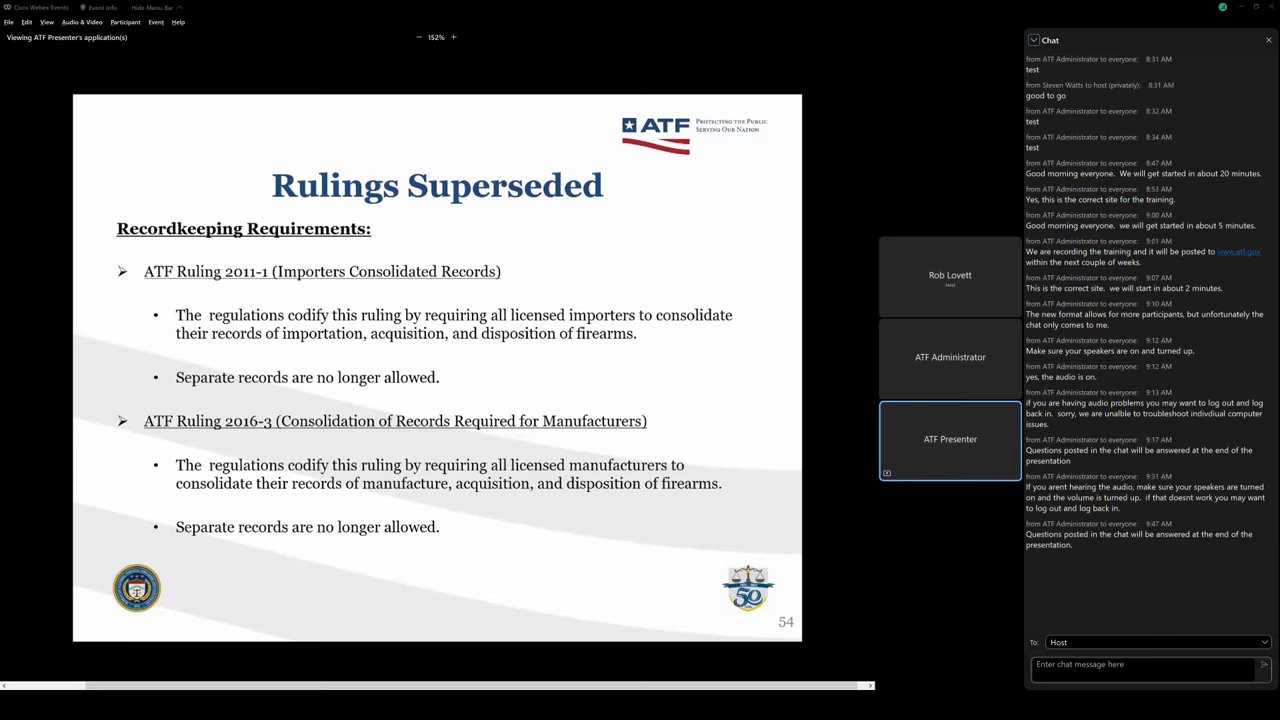 Cisco Webex Events
Event Info
Hide Menu Bar
File Edit View Audio & Video Participant Event Help
Viewing ATF Presenter's application(s)
152%
ATF
PROTECTING THE PUBLIC
SERVING OUR NATION
Rulings Superseded
Recordkeeping Requirements:
ATF Ruling 2011-1 (Importers Consolidated Records)
The regulations codify this ruling by requiring all licensed importers to consolidate
their records of importation, acquisition, and disposition of firearms.
Separate records are no longer allowed.
ATF Ruling 2016-3 (Consolidation of Records Required for Manufacturers)
The regulations codify this ruling by requiring all licensed manufacturers to
consolidate their records of manufacture, acquisition, and disposition of firearms.
Separate records are no longer allowed.
50
54
Rob Lovett
Host
ATF Administrator
ATF Presenter
Chat
from ATF Administrator to everyone: 8:31 AM
test
from Steven Watts to host (privately): 8:31 AM
good to go
from ATF Administrator to everyone: 8:32 AM
test
from ATF Administrator to everyone: 8:34 AM
test
from ATF Administrator to everyone: 8:47 AM
Good morning everyone. We will get started in about 20 minutes.
from ATF Administrator to everyone: 8:53 AM
Yes, this is the correct site for the training.
from ATF Administrator to everyone: 9:00 AM
Good morning everyone. we will get started in about 5 minutes.
from ATF Administrator to everyone: 9:01 AM
We are recording the training and it will be posted to www.atf.gov
within the next couple of weeks.
from ATF Administrator to everyone: 9:07 AM
This is the correct site. we will start in about 2 minutes.
from ATF Administrator to everyone: 9:10 AM
The new format allows for more participants, but unfortunately the
chat only comes to me.
from ATF Administrator to everyone: 9:12 AM
Make sure your speakers are on and turned up.
from ATF Administrator to everyone: 9:12 AM
yes, the audio is on.
from ATF Administrator to everyone: 9:13 AM
if you are having audio problems you may want to log out and log
back in. sorry, we are unable to troubleshoot indivdiual computer
issues.
from ATF Administrator to everyone: 9:17 AM
Questions posted in the chat will be answered at the end of the
presentation
from ATF Administrator to everyone: 9:31 AM
If you arent hearing the audio, make sure your speakers are turned
on and the volume is turned up. if that doesnt work you may want
to log out and log back in.
from ATF Administrator to everyone: 9:47 AM
Questions posted in the chat will be answered at the end of the
presentation.
To: Host
Enter chat message here